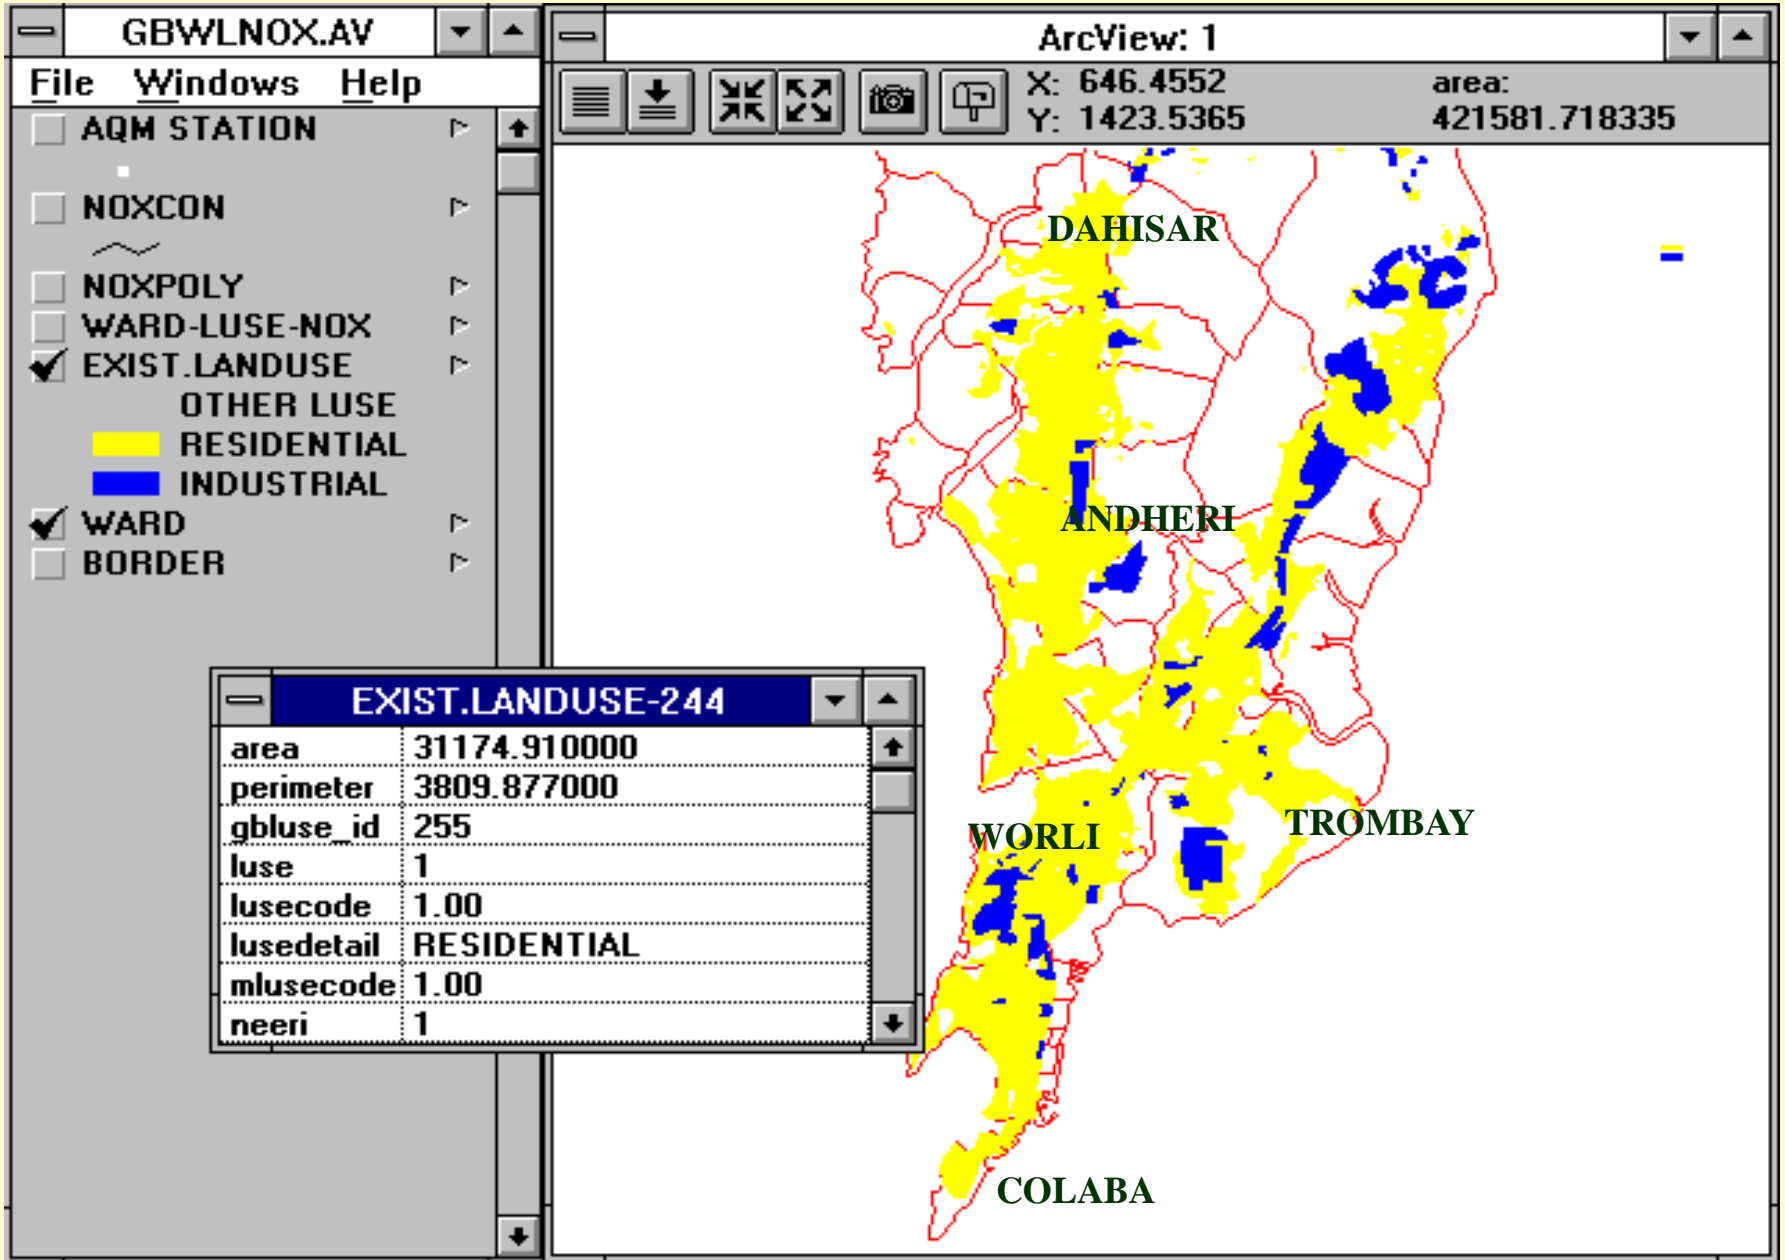 GBWLNOX.AV
File Windows Help
AQM STATION
NOXCON
NOXPOLY
WARD-LUSE-NOX
EXIST.LANDUSE
OTHER LUSE
RESIDENTIAL
INDUSTRIAL
WARD
BORDER
ArcView: 1
X: 646.4552
Y: 1423.5365
area:
421581.718335
DAHISAR
ANDHERI
WORLI
TROMBAY
COLABA
EXIST.LANDUSE-244
area 31174.910000
perimeter 3809.877000
gbluse_id 255
luse 1
lusecode 1.00
lusedetail RESIDENTIAL
mlusecode 1.00
neeri 1